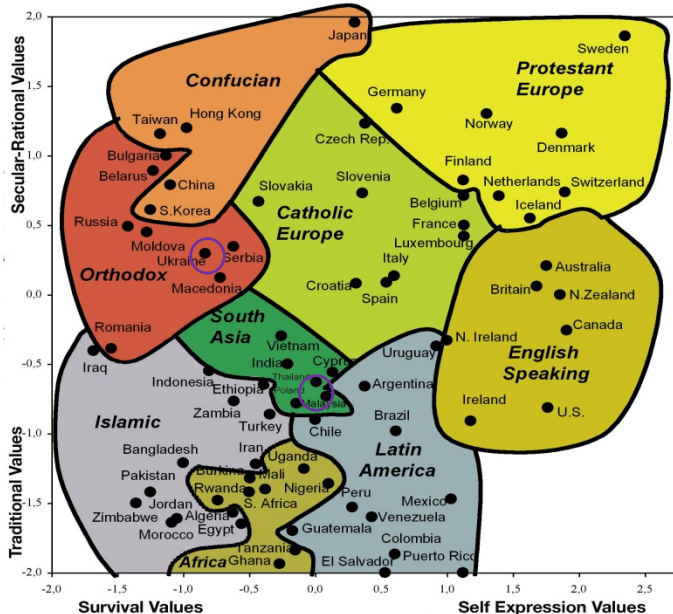 2.0
Japan
Sweden
Confucian
Protestant
Europe
Germany
1.5
Taiwan
Hong Kong
Czech Rep.
Norway
Denmark
Secular-Rational Values
1.0
Bulgaria
Belarus
China
Slovakia
Slovenia
Finland
Belgium
Netherlands
Switzerland
Catholic
Europe
S.Korea
0.5
Russia
Moldova
Ukraine
Serbia
France
Luxembourg
Iceland
Orthodox
Macedonia
Italy
Croatia
Spain
Australia
Britain
N.Zealand
0.0
South
Asia
Vietnam
India
Cyprus
Romania
Iraq
Uruguay
N. Ireland
Canada
English
Speaking
-0.5
Indonesia
Ethiopia
Thailand
Poland
Malaysia
Argentina
Zambia
Turkey
Chile
Brazil
Ireland
U.S.
Islamic
-1.0
Latin
America
Bangladesh
Iran
Uganda
Pakistan
Burkina
Mali
Rwanda
Nigeria
Peru
Mexico
Traditional Values
-1.5
Jordan
Zimbabwe
Algeria
S. Africa
Venezuela
Morocco
Egypt
Guatemala
Colombia
Tanzania
Ghana
Africa
El Salvador
Puerto Rico
-2.0
-2,0 -1,5 -1,0 -0,5 0,0 0,5 1,0 1,5 2,0 2,5
Survival Values Self Expression Values